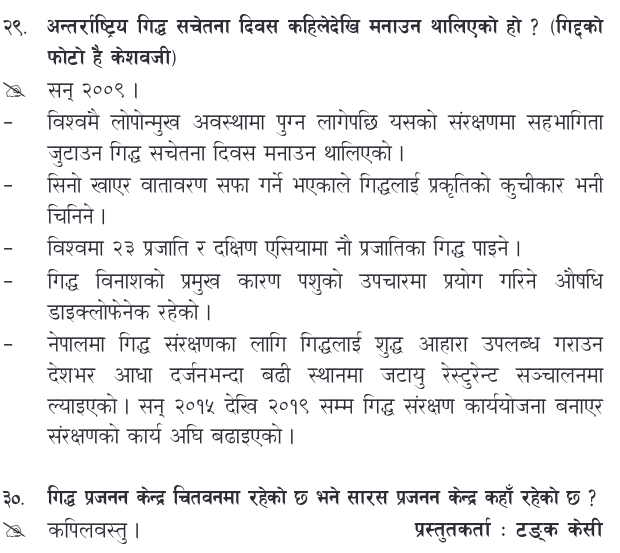 २९. अन्तर्राष्ट्रिय गिद्ध सचेतना दिवस कहिलेदेखि मनाउन थालिएको हो ? (गिद्दको
फोटो है केशवजी)
सन् २००९ ।
- विश्वमै लोपोन्मुख अवस्थामा पुग्न लागेपछि यसको संरक्षणमा सहभागिता
जुटाउन गिद्ध सचेतना दिवस मनाउन थालिएको ।
- सिनो खाएर वातावरण सफा गर्ने भएकाले गिद्धलाई प्रकृतिको कुचीकार भनी
चिनिने ।
- विश्वमा २३ प्रजाति र दक्षिण एसियामा नौ प्रजातिका गिद्ध पाइने ।
- गिद्ध विनाशको प्रमुख कारण पशुको उपचारमा प्रयोग गरिने औषधि
डाइक्लोफेनेक रहेको ।
- नेपालमा गिद्ध संरक्षणका लागि गिद्धलाई शुद्ध आहारा उपलब्ध गराउन
देशभर आधा दर्जनभन्दा बढी स्थानमा जटायु रेस्टुरेन्ट सञ्चालनमा
ल्याइएको । सन् २०१५ देखि २०१९ सम्म गिद्ध संरक्षण कार्ययोजना बनाएर
संरक्षणको कार्य अघि बढाइएको ।
३०. गिद्ध प्रजनन केन्द्र चितवनमा रहेको छ भने सारस प्रजनन केन्द्र कहाँ रहेको छ ?
कपिलवस्तु । प्रस्तुतकर्ता : टङ्क केसी